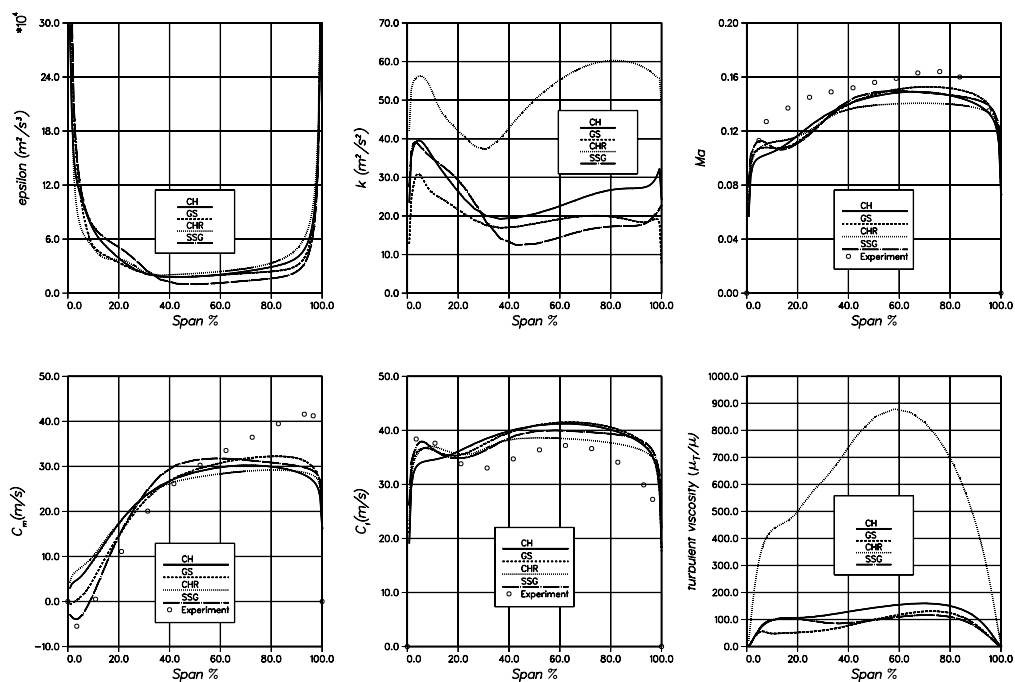 *10⁴
30.0
24.0
18.0
12.0
6.0
0.0
epsilon (m²/s³)
CH
GS
CHR
SSG
0.0 20.0 40.0 60.0 80.0 100.0
Span %
70.0
60.0
50.0
40.0
30.0
20.0
10.0
0.0
k (m²/s²)
CH
GS
CHR
SSG
0.0 20.0 40.0 60.0 80.0 100.0
Span %
0.20
0.16
0.12
0.08
0.04
0.00
Ma
CH
GS
CHR
SSG
Experiment
0.0 20.0 40.0 60.0 80.0 100.0
Span %
50.0
40.0
30.0
20.0
10.0
0.0
−10.0
Cₘ(m/s)
CH
GS
CHR
SSG
Experiment
0.0 20.0 40.0 60.0 80.0 100.0
Span %
50.0
40.0
30.0
20.0
10.0
0.0
(m/s)
CH
GS
CHR
SSG
Experiment
0.0 20.0 40.0 60.0 80.0 100.0
Span %
1000.0
900.0
800.0
700.0
600.0
500.0
400.0
300.0
200.0
100.0
0.0
turbulent viscosity (μT/μ)
CH
GS
CHR
SSG
0.0 20.0 40.0 60.0 80.0 100.0
Span %